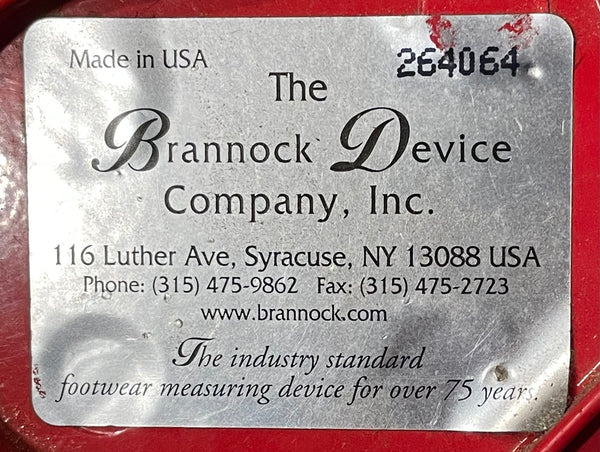 Made in USA 264064
The
Brannock Device
Company, Inc.
116 Luther Ave, Syracuse, NY 13088 USA
Phone: (315) 475-9862 Fax: (315) 475-2723
www.brannock.com
The industry standard
footwear measuring device for over 75 years.